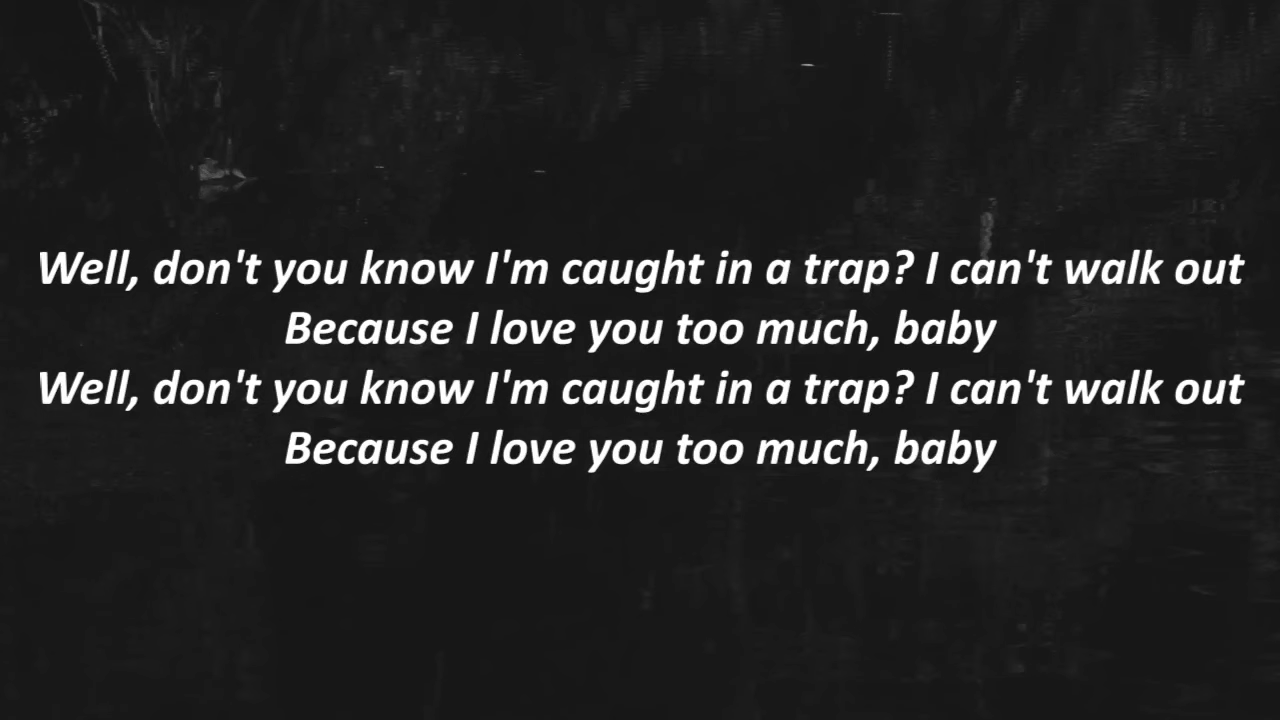 Well, don't you know I'm caught in a trap? I can't walk out
Because I love you too much, baby
Well, don't you know I'm caught in a trap? I can't walk out
Because I love you too much, baby